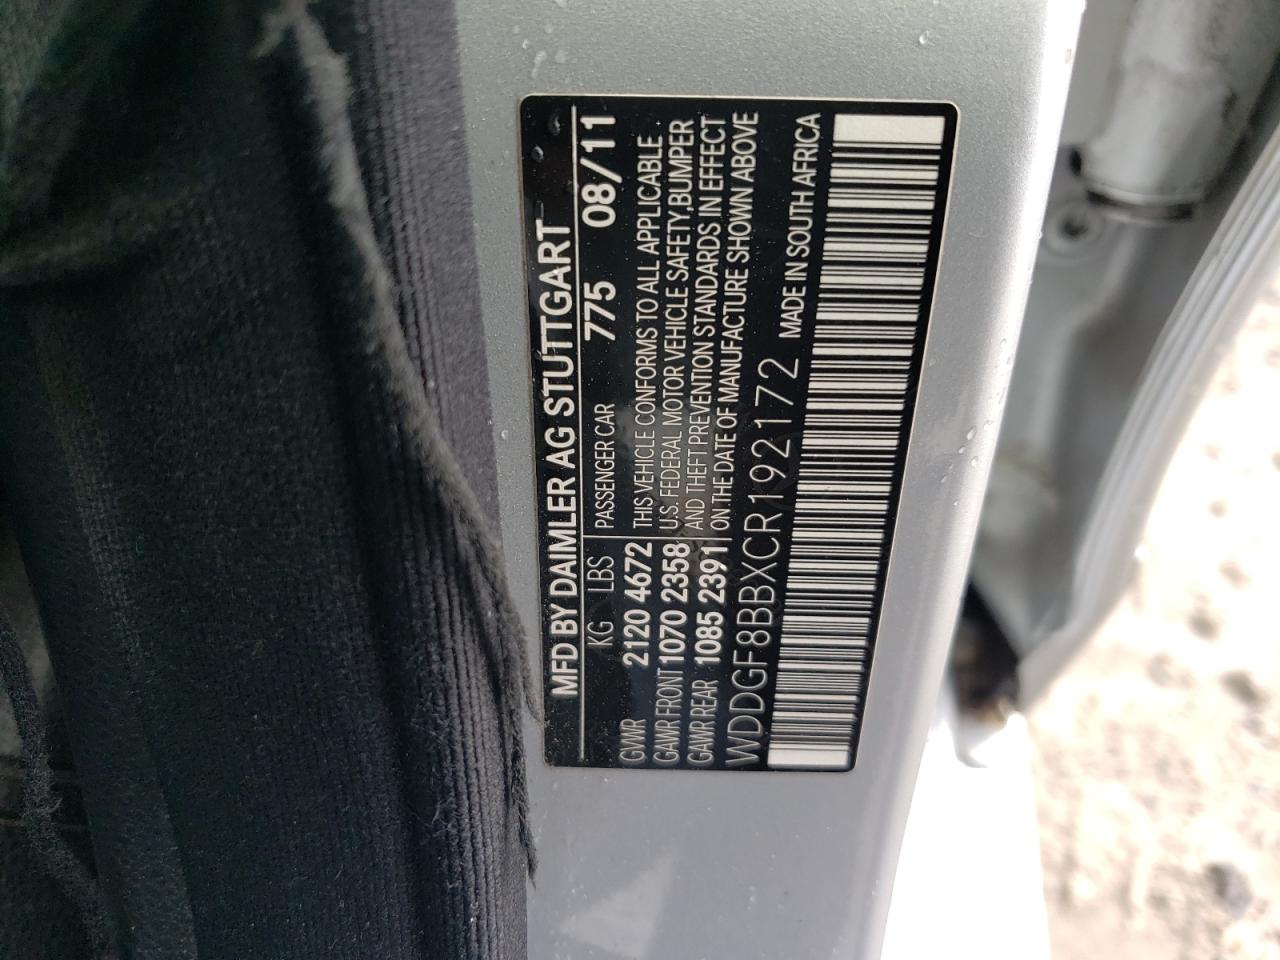 MFD BY DAIMLER AG STUTTGART
KG LBS PASSENGER CAR 775 08/11
GVWR 2120 4672 THIS VEHICLE CONFORMS TO ALL APPLICABLE
GAWR FRONT 1070 2358 U.S. FEDERAL MOTOR VEHICLE SAFETY,BUMPER
GAWR REAR 1085 2391 AND THEFT PREVENTION STANDARDS IN EFFECT
ON THE DATE OF MANUFACTURE SHOWN ABOVE
WDDGF8BBXCR192172 MADE IN SOUTH AFRICA